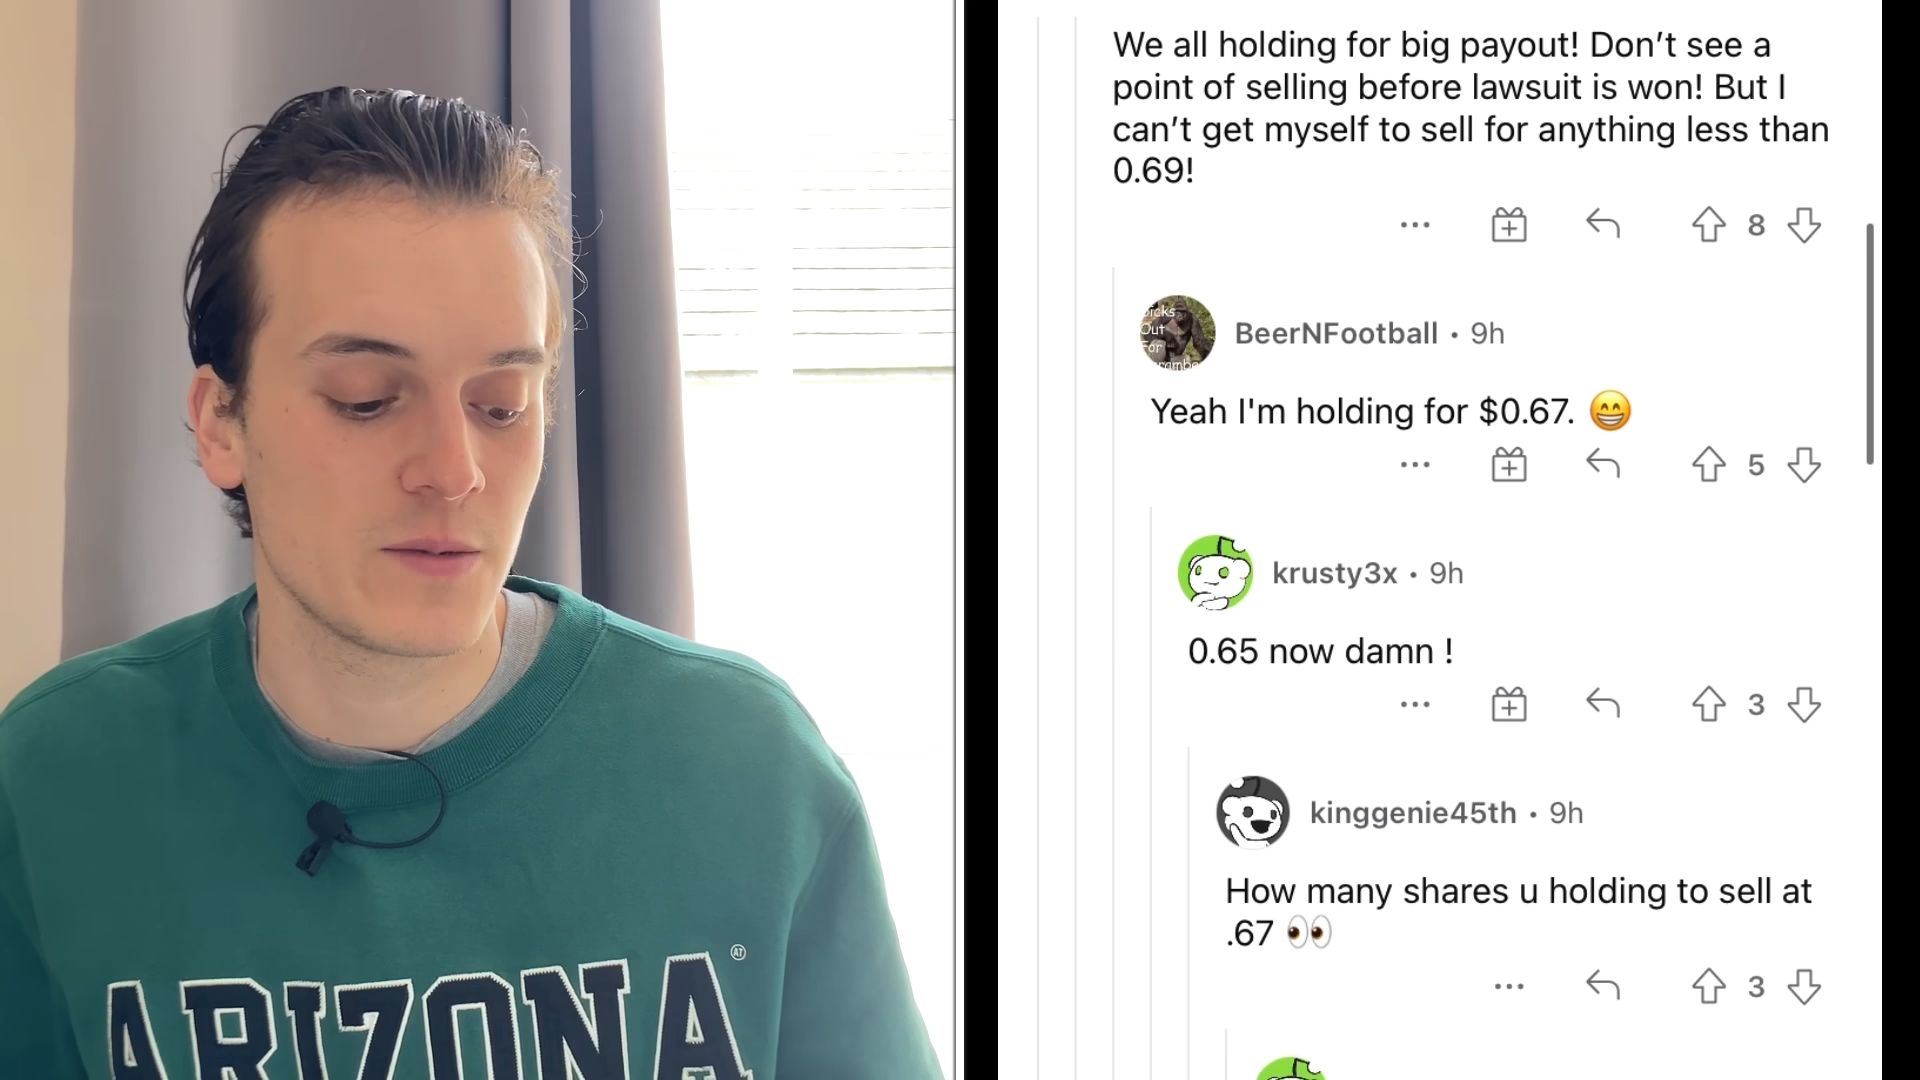 We all holding for big payout! Don’t see a
point of selling before lawsuit is won! But I
can’t get myself to sell for anything less than
0.69!
8
BeerNFootball • 9h
Yeah I'm holding for $0.67. 😁
5
krusty3x • 9h
0.65 now damn !
3
kinggenie45th • 9h
How many shares u holding to sell at
.67 👀
3
Out
For
ARIZONA